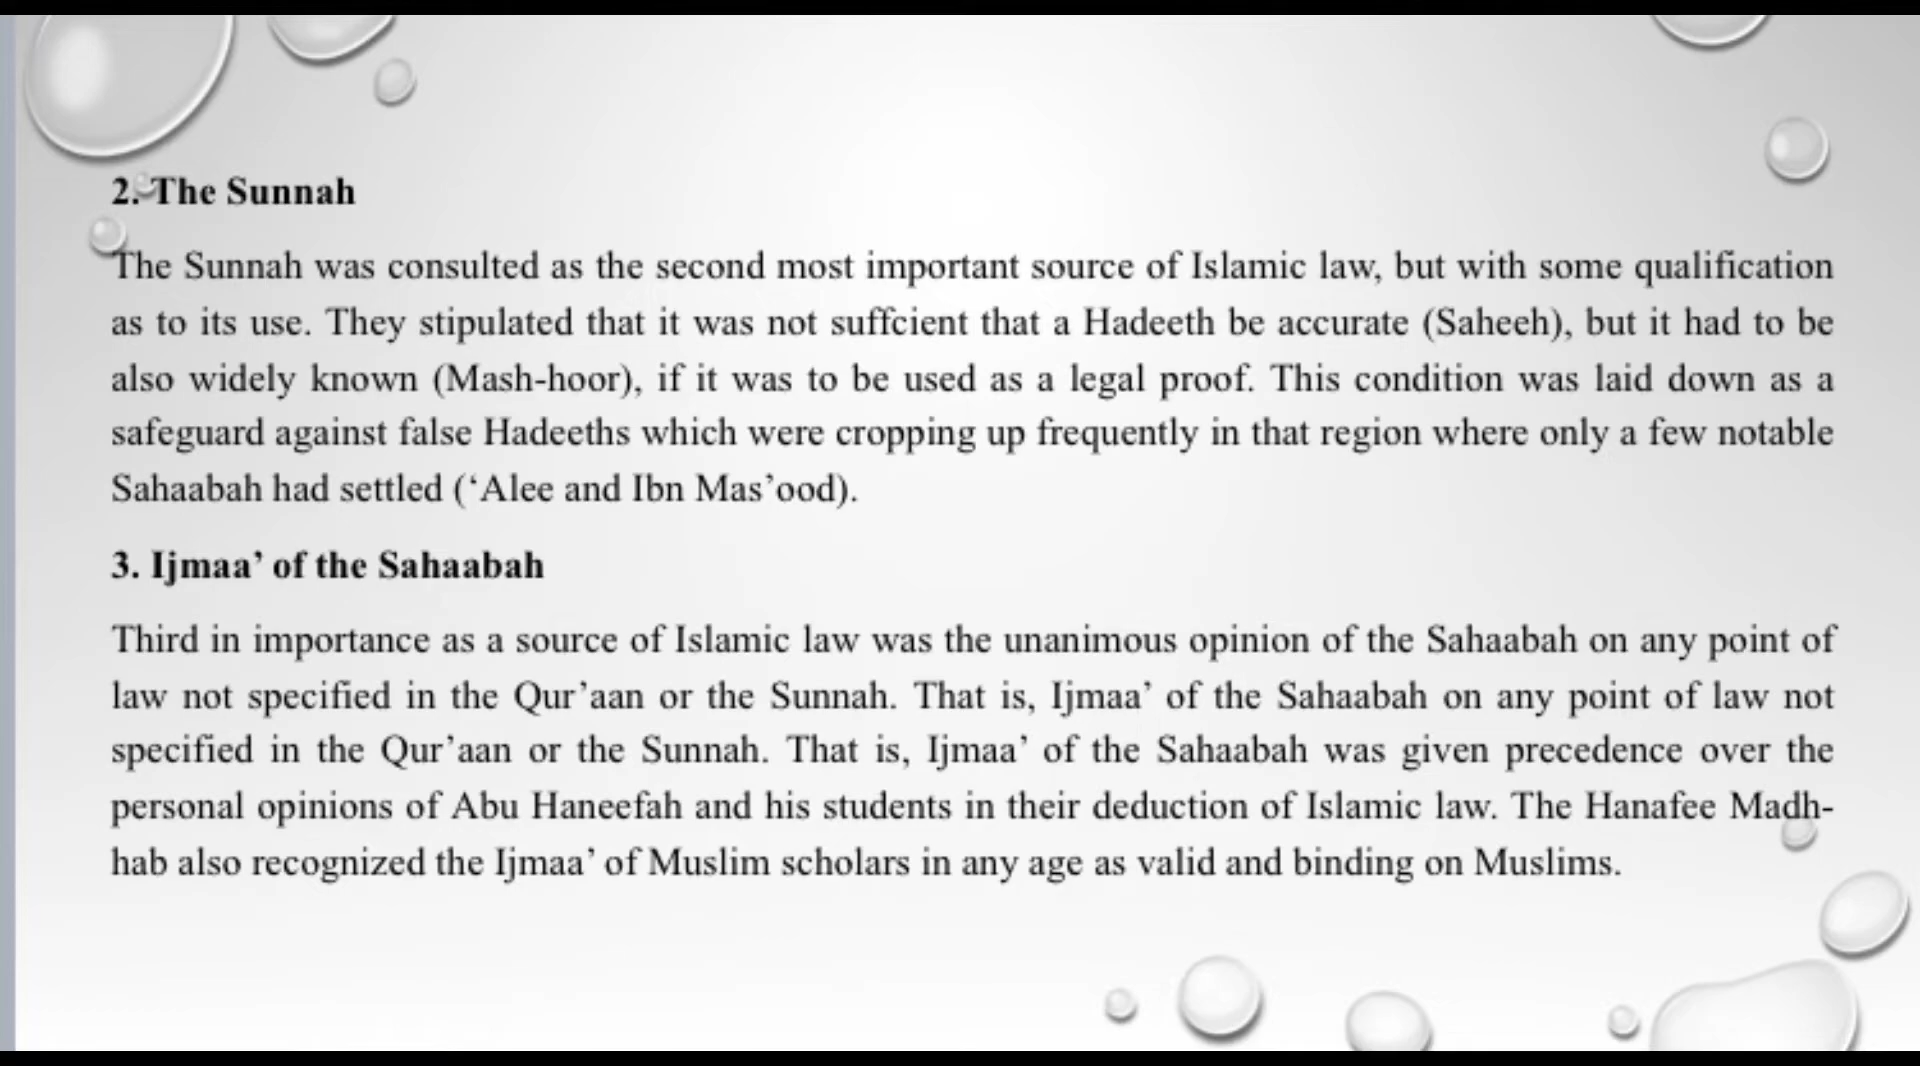 2. The Sunnah
The Sunnah was consulted as the second most important source of Islamic law, but with some qualification
as to its use. They stipulated that it was not suffcient that a Hadeeth be accurate (Saheeh), but it had to be
also widely known (Mash-hoor), if it was to be used as a legal proof. This condition was laid down as a
safeguard against false Hadeeths which were cropping up frequently in that region where only a few notable
Sahaabah had settled (‘Alee and Ibn Mas’ood).
3. Ijmaa’ of the Sahaabah
Third in importance as a source of Islamic law was the unanimous opinion of the Sahaabah on any point of
law not specified in the Qur’aan or the Sunnah. That is, Ijmaa’ of the Sahaabah on any point of law not
specified in the Qur’aan or the Sunnah. That is, Ijmaa’ of the Sahaabah was given precedence over the
personal opinions of Abu Haneefah and his students in their deduction of Islamic law. The Hanafee Madh-
hab also recognized the Ijmaa’ of Muslim scholars in any age as valid and binding on Muslims.